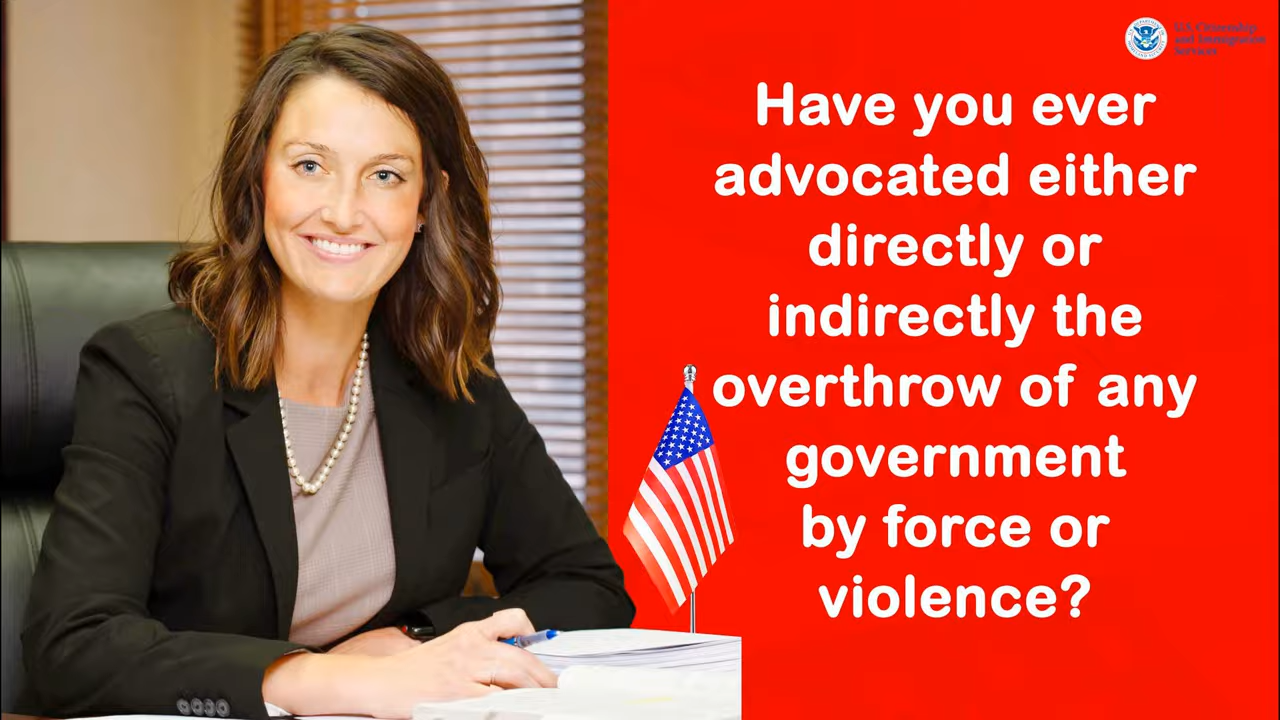 U.S. Citizenship
and Immigration
Services
Have you ever
advocated either
directly or
indirectly the
overthrow of any
government
by force or
violence?